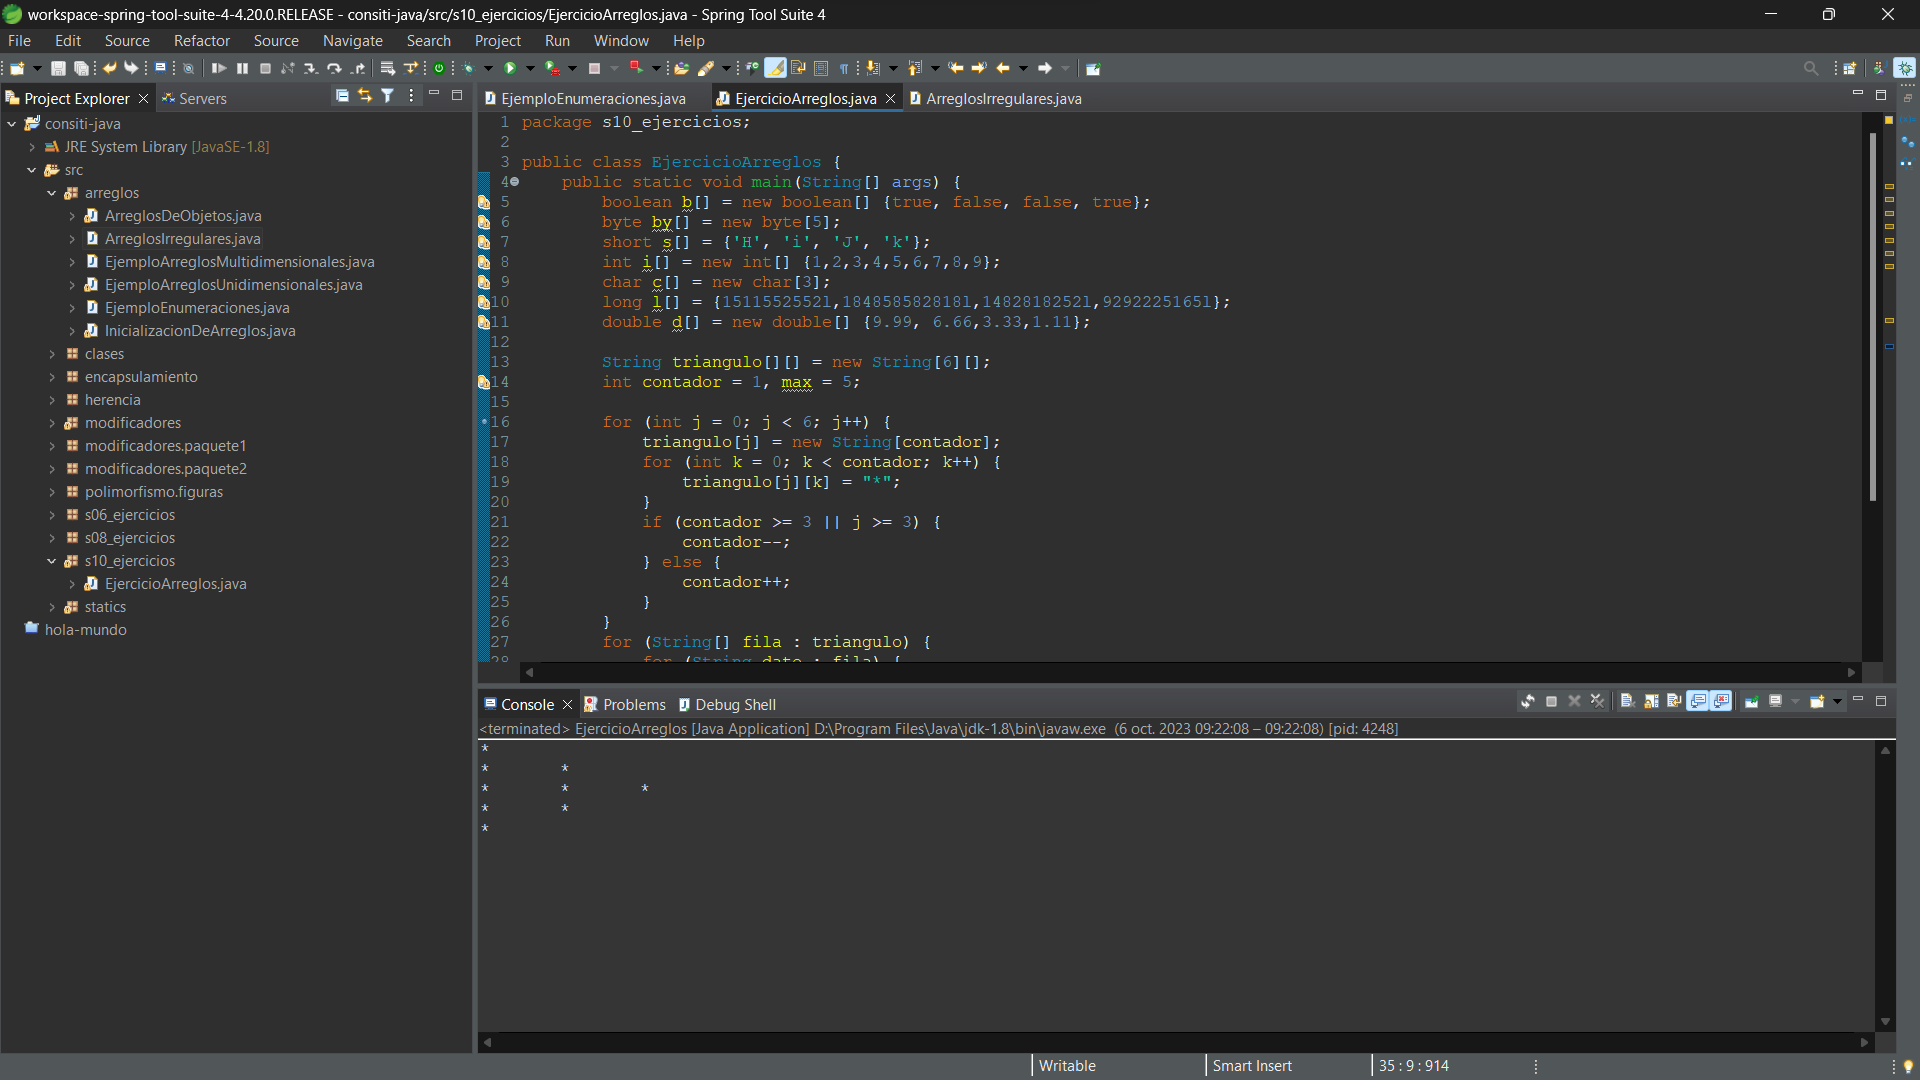 workspace-spring-tool-suite-4-4.20.0.RELEASE - consiti-java/src/s10_ejercicios/EjercicioArreglos.java - Spring Tool Suite 4
File Edit Source Refactor Source Navigate Search Project Run Window Help
Project Explorer Servers
consiti-java
JRE System Library [JavaSE-1.8]
src
arreglos
ArreglosDeObjetos.java
ArreglosIrregulares.java
EjemploArreglosMultidimensionales.java
EjemploArreglosUnidimensionales.java
EjemploEnumeraciones.java
InicializacionDeArreglos.java
clases
encapsulamiento
herencia
modificadores
modificadores.paquete1
modificadores.paquete2
polimorfismo.figuras
s06_ejercicios
s08_ejercicios
s10_ejercicios
EjercicioArreglos.java
statics
hola-mundo
EjemploEnumeraciones.java EjercicioArreglos.java ArreglosIrregulares.java
1 package s10_ejercicios;
2
3 public class EjercicioArreglos {
4 public static void main(String[] args) {
5 boolean b[] = new boolean[] {true, false, false, true};
6 byte by[] = new byte[5];
7 short s[] = {'H', 'i', 'J', 'k'};
8 int i[] = new int[] {1,2,3,4,5,6,7,8,9};
9 char c[] = new char[3];
10 long l[] = {1511552552l,184858582818l,1482818252l,9292225165l};
11 double d[] = new double[] {9.99, 6.66,3.33,1.11};
12
13 String triangulo[][] = new String[6][];
14 int contador = 1, max = 5;
15
16 for (int j = 0; j < 6; j++) {
17 triangulo[j] = new String[contador];
18 for (int k = 0; k < contador; k++) {
19 triangulo[j][k] = "*";
20 }
21 if (contador >= 3 || j >= 3) {
22 contador--;
23 } else {
24 contador++;
25 }
26 }
27 for (String[] fila : triangulo) {
28 for (String dato : fila) {
Console Problems Debug Shell
<terminated> EjercicioArreglos [Java Application] D:\Program Files\Java\jdk-1.8\bin\javaw.exe (6 oct. 2023 09:22:08 – 09:22:08) [pid: 4248]
*
* *
* * *
* *
*
Writable Smart Insert 35 : 9 : 914